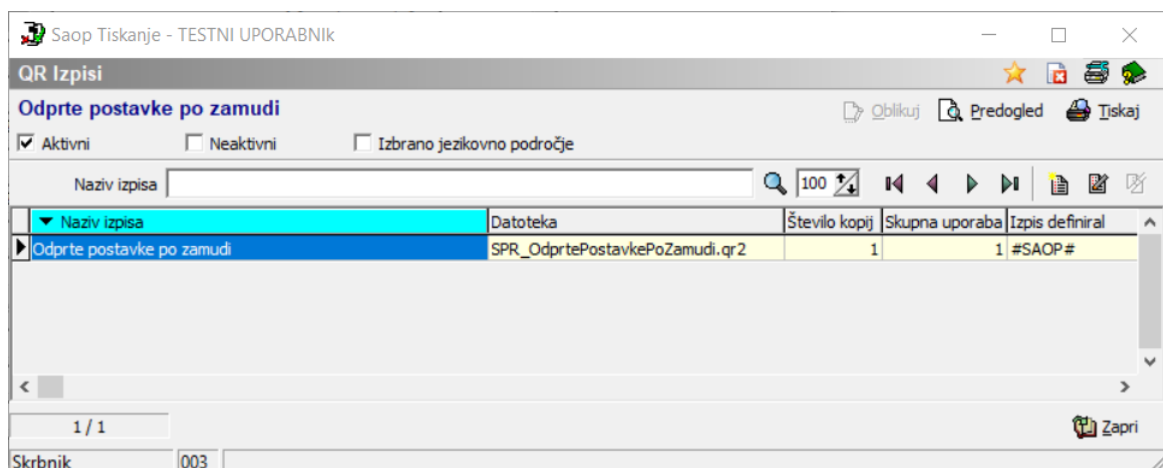 Saop Tiskanje - TESTNI UPORABNIk
QR Izpisi
Odprte postavke po zamudi
Oblikuj Predogled Tiskaj
Aktivni Neaktivni Izbrano jezikovno področje
Naziv izpisa 100
Naziv izpisa Datoteka Število kopij Skupna uporaba Izpis definiral
Odprte postavke po zamudi SPR_OdprtePostavkePoZamudi.qr2 1 1 #SAOP#
1 / 1 Zapri
Skrbnik 003